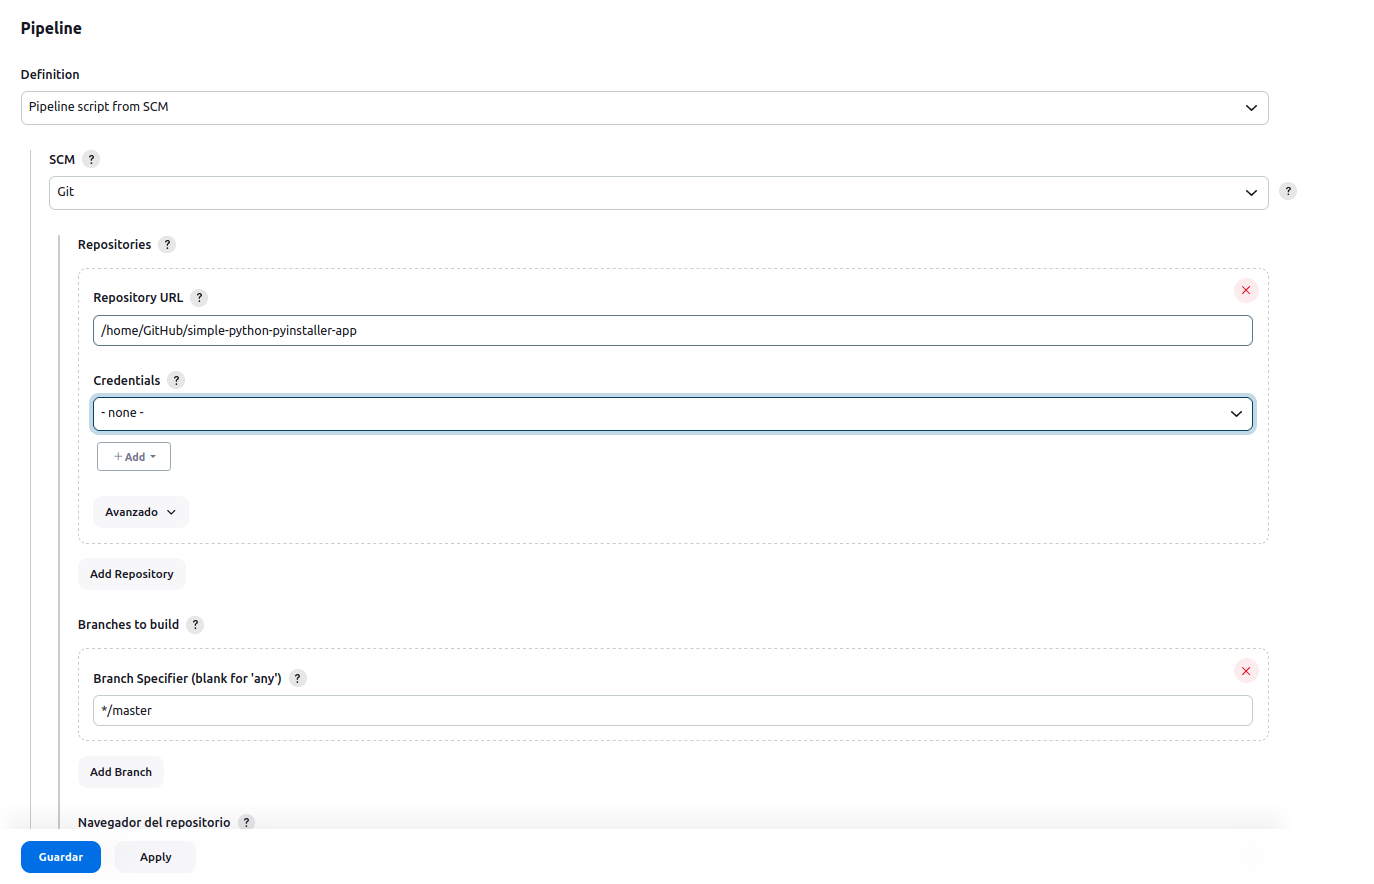 Pipeline
Definition
Pipeline script from SCM
SCM ?
Git
?
Repositories ?
Repository URL ?
/home/GitHub/simple-python-pyinstaller-app
Credentials ?
- none -
+ Add
Avanzado
Add Repository
Branches to build ?
Branch Specifier (blank for 'any') ?
*/master
Add Branch
Navegador del repositorio ?
Guardar
Apply